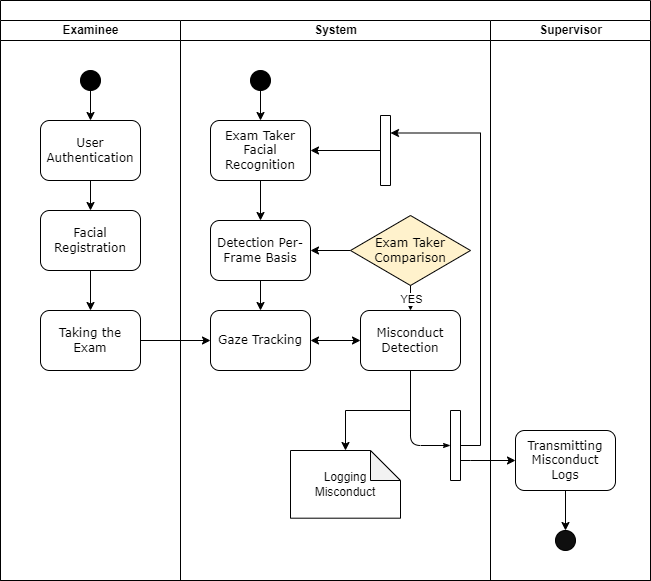 Examinee
System
Supervisor
User
Authentication
Exam Taker
Facial
Recognition
Facial
Registration
Detection Per-
Frame Basis
Exam Taker
Comparison
YES
Taking the
Exam
Gaze Tracking
Misconduct
Detection
Logging
Misconduct
Transmitting
Misconduct
Logs